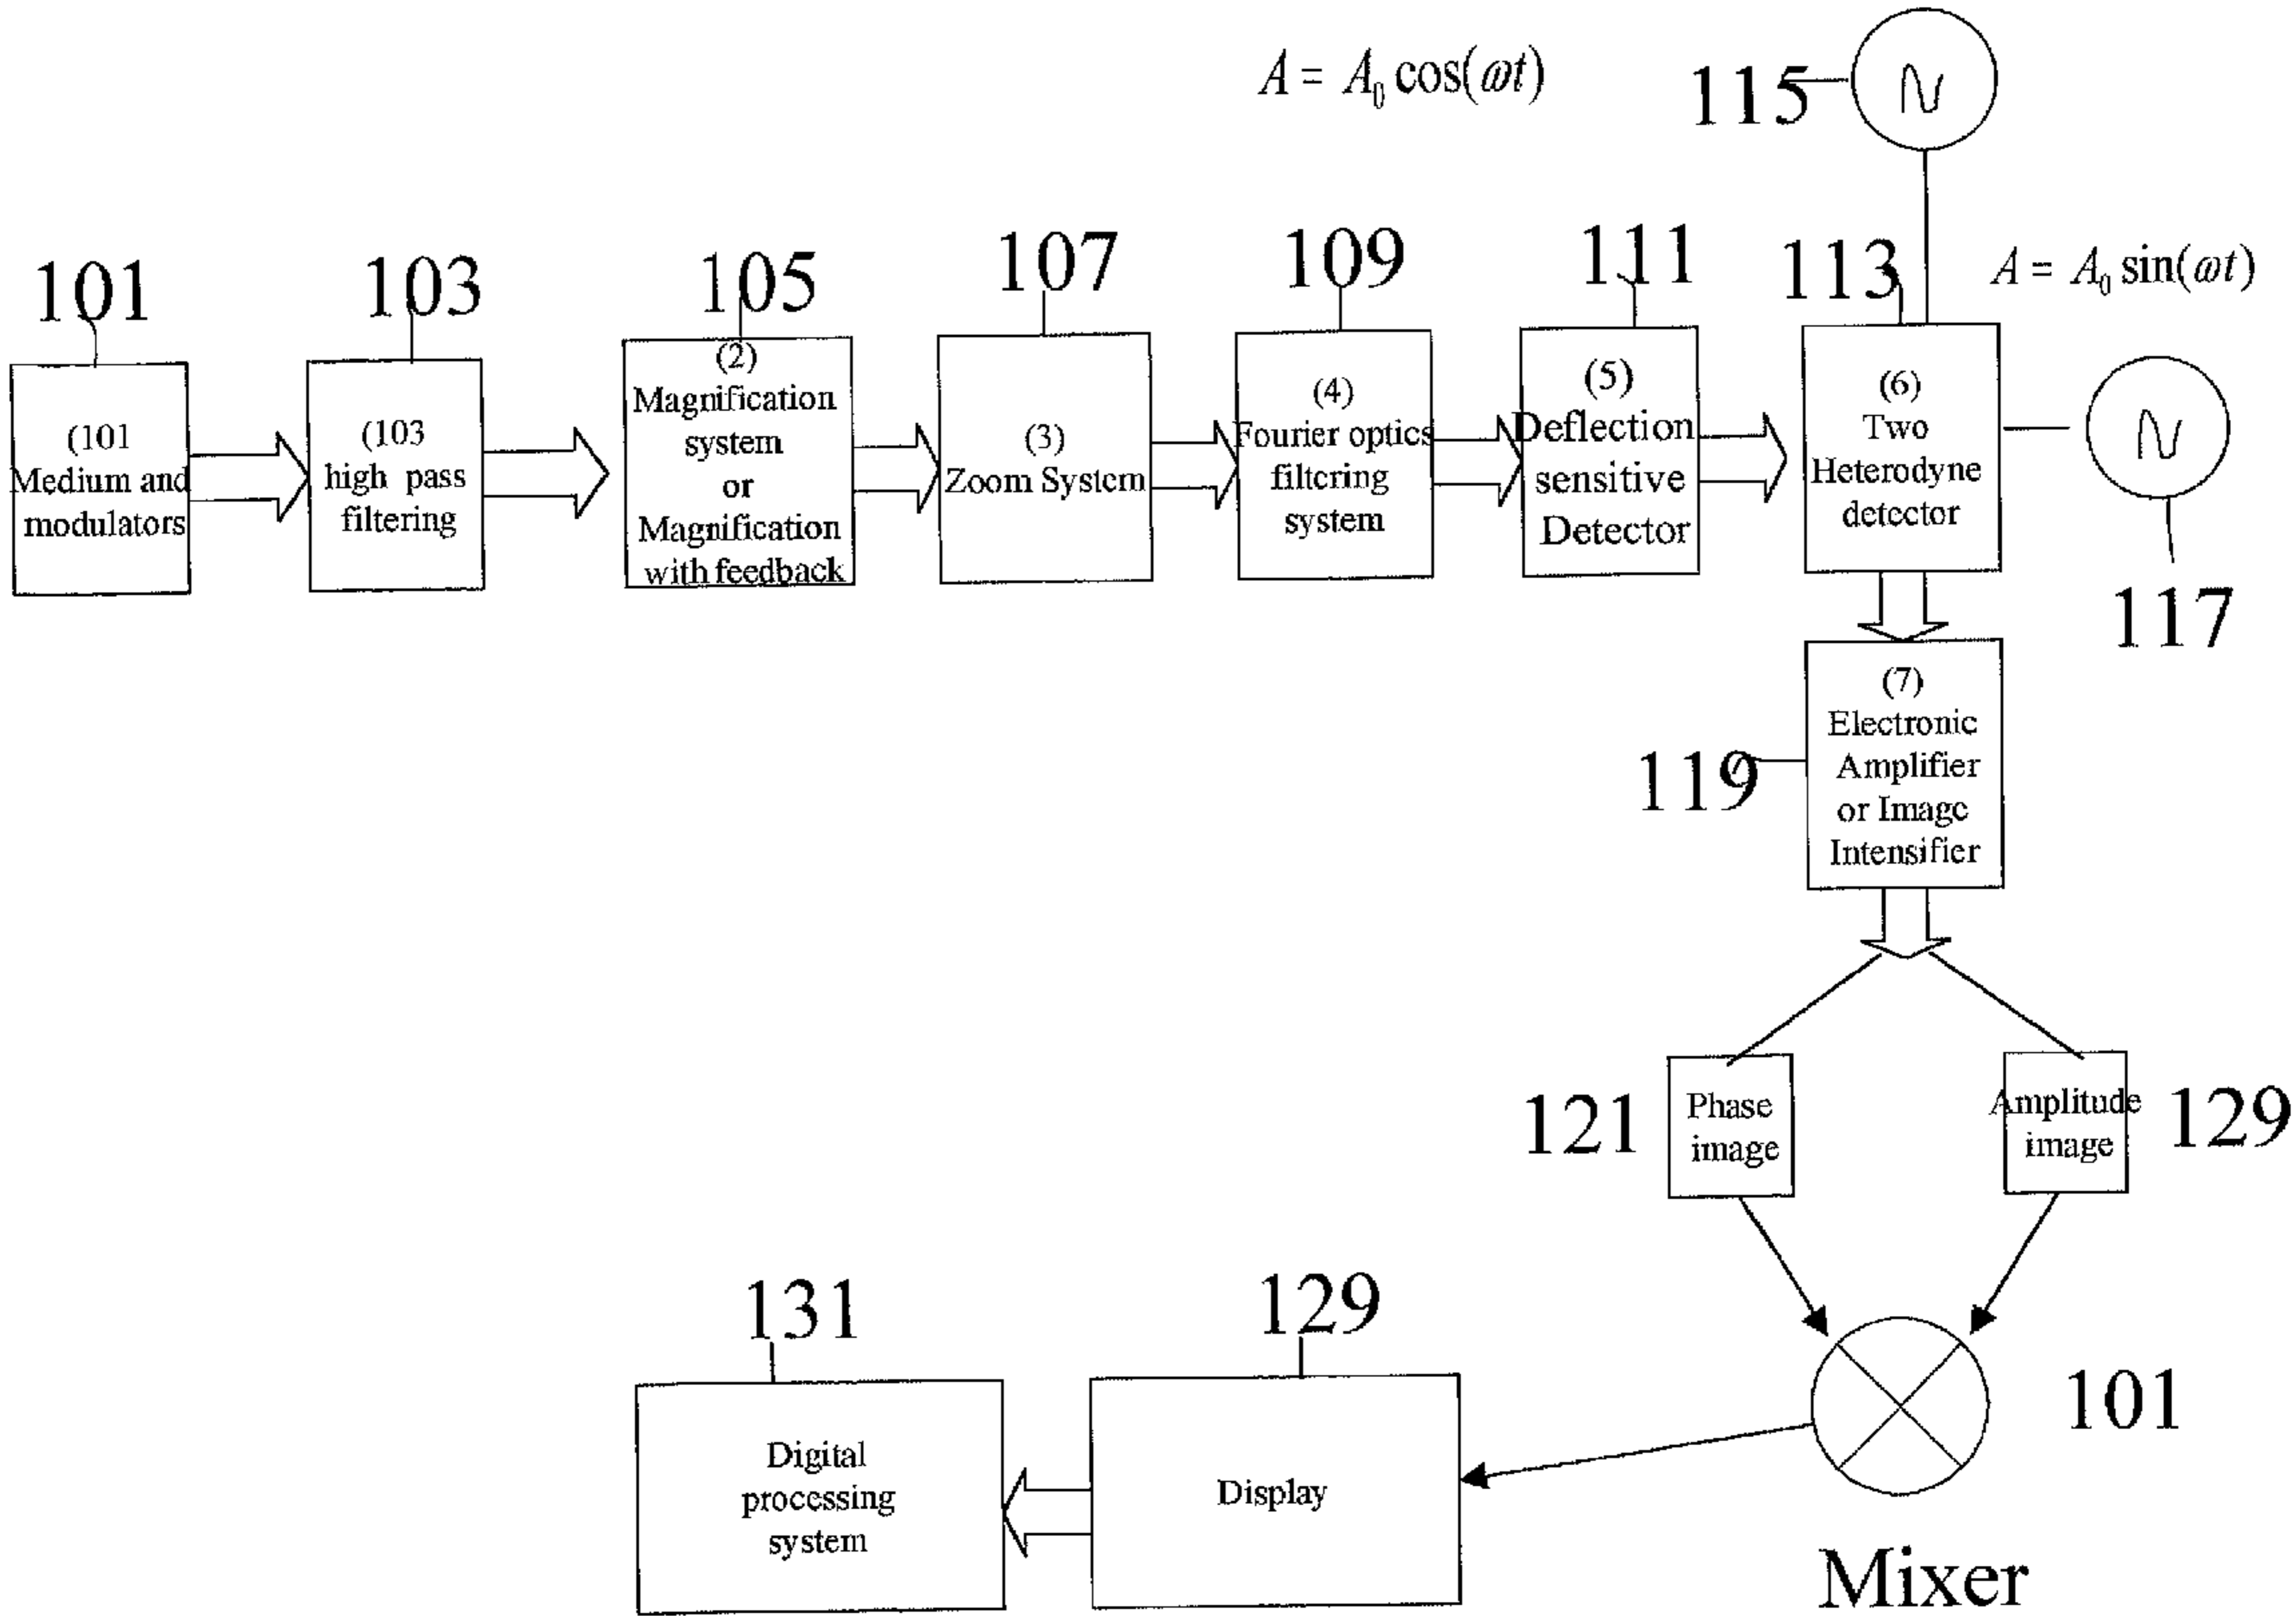 A = A₀ cos(ωt)
115
101
103
105
107
109
111
113
A = A₀ sin(ωt)
(101
Medium and
modulators
(103
high pass
filtering
(2)
Magnification
system
or
Magnification
with feedback
(3)
Zoom System
(4)
Fourier optics
filtering
system
(5)
Deflection
sensitive
Detector
(6)
Two
Heterodyne
detector
117
(7)
Electronic
Amplifier
or Image
Intensifier
119
121
Phase
image
Amplitude
image
129
131
129
101
Digital
processing
system
Display
Mixer